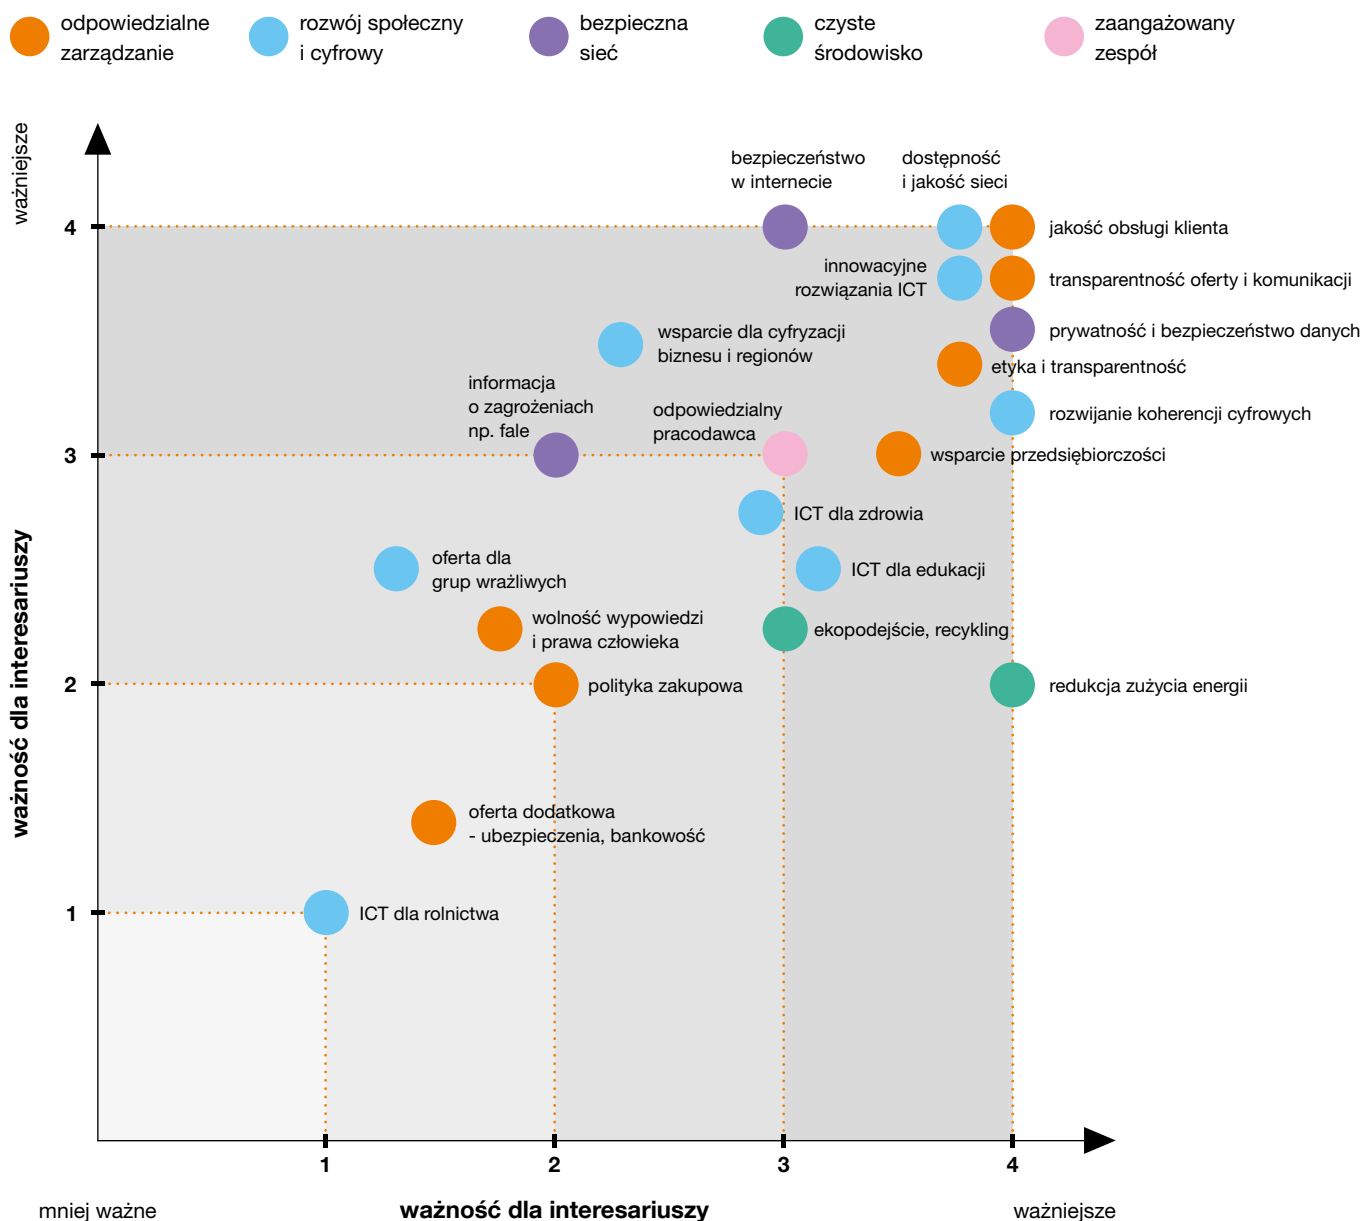 odpowiedzialne
zarządzanie
rozwój społeczny
i cyfrowy
bezpieczna
sieć
czyste
środowisko
zaangażowany
zespół
ważniejsze
bezpieczeństwo
w internecie
dostępność
i jakość sieci
4
jakość obsługi klienta
innowacyjne
rozwiązania ICT
transparentność oferty i komunikacji
prywatność i bezpieczeństwo danych
wsparcie dla cyfryzacji
biznesu i regionów
etyka i transparentność
informacja
o zagrożeniach
np. fale
odpowiedzialny
pracodawca
rozwijanie koherencji cyfrowych
3
wsparcie przedsiębiorczości
ICT dla zdrowia
ważność dla interesariuszy
oferta dla
grup wrażliwych
ICT dla edukacji
wolność wypowiedzi
i prawa człowieka
ekopodejście, recykling
2
polityka zakupowa
redukcja zużycia energii
oferta dodatkowa
- ubezpieczenia, bankowość
1
ICT dla rolnictwa
1
2
3
4
mniej ważne
ważność dla interesariuszy
ważniejsze